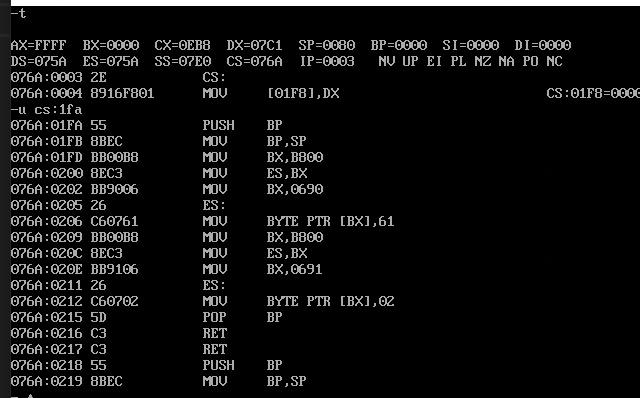 -t
AX=FFFF  BX=0000  CX=0EB8  DX=07C1  SP=0080  BP=0000  SI=0000  DI=0000
DS=075A  ES=075A  SS=07E0  CS=076A  IP=0003   NV UP EI PL NZ NA PO NC
076A:0003 2E            CS:
076A:0004 8916F801      MOV     [01F8],DX                          CS:01F8=0000
-u cs:1fa
076A:01FA 55            PUSH    BP
076A:01FB 8BEC          MOV     BP,SP
076A:01FD BB00B8        MOV     BX,B800
076A:0200 8EC3          MOV     ES,BX
076A:0202 BB9006        MOV     BX,0690
076A:0205 26            ES:
076A:0206 C60761        MOV     BYTE PTR [BX],61
076A:0209 BB00B8        MOV     BX,B800
076A:020C 8EC3          MOV     ES,BX
076A:020E BB9106        MOV     BX,0691
076A:0211 26            ES:
076A:0212 C60702        MOV     BYTE PTR [BX],02
076A:0215 5D            POP     BP
076A:0216 C3            RET
076A:0217 C3            RET
076A:0218 55            PUSH    BP
076A:0219 8BEC          MOV     BP,SP